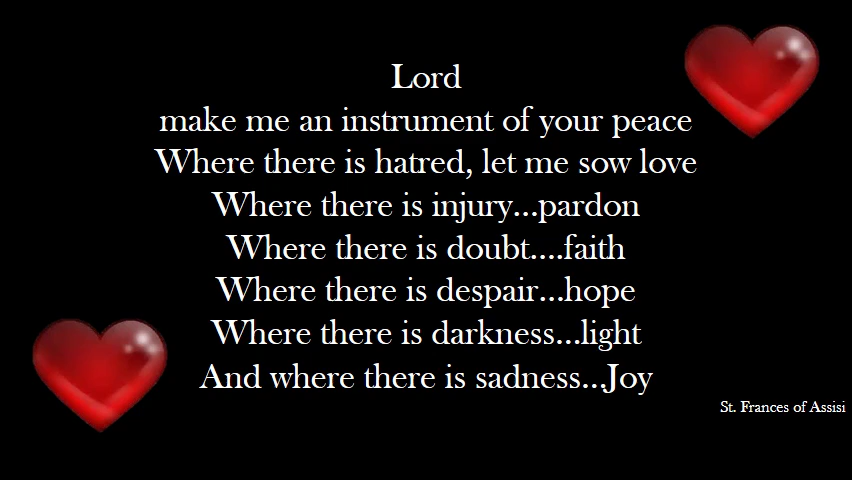 Lord
make me an instrument of your peace
Where there is hatred, let me sow love
Where there is injury...pardon
Where there is doubt....faith
Where there is despair...hope
Where there is darkness...light
And where there is sadness...Joy
St. Frances of Assisi